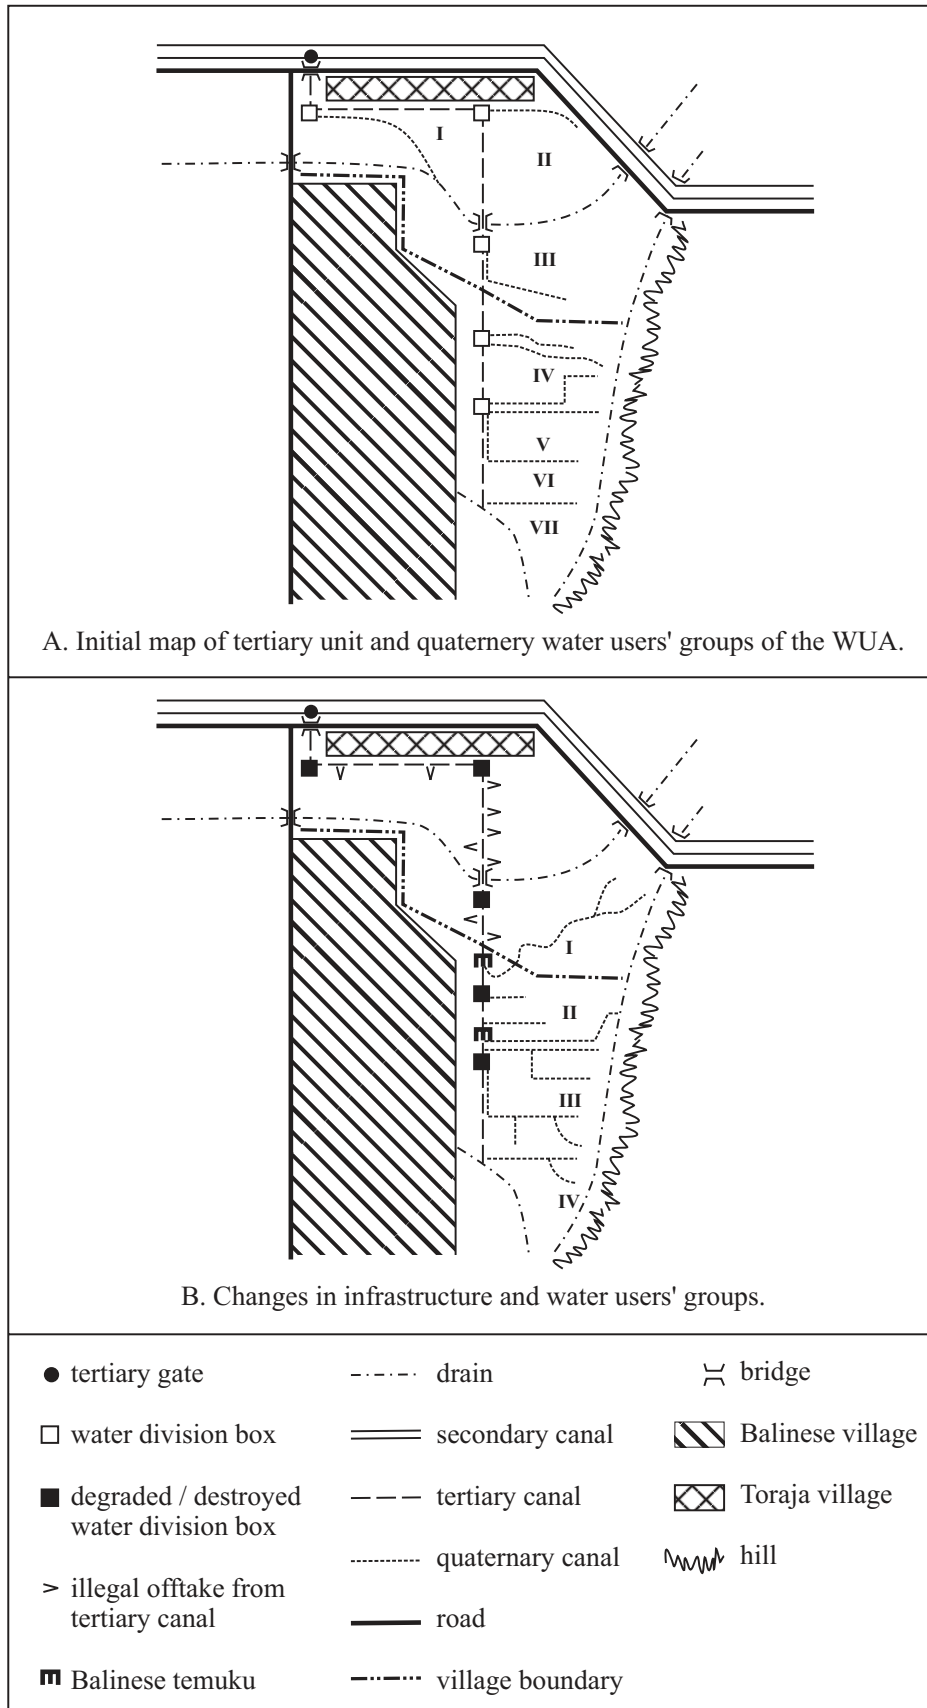 I
II
III
IV
V
VI
VII
A. Initial map of tertiary unit and quaternery water users' groups of the WUA.
I
II
III
IV
B. Changes in infrastructure and water users' groups.
tertiary gate
water division box
degraded / destroyed
water division box
illegal offtake from
tertiary canal
Balinese temuku
drain
secondary canal
tertiary canal
quaternary canal
road
village boundary
bridge
Balinese village
Toraja village
hill